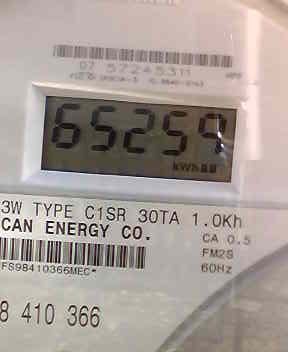 07 57245311
65259
kWh
3W TYPE C1SR 30TA 1.0Kh
CAN ENERGY CO.
CA 0.5
FM2S
60Hz
FS98410366MEC*
8 410 366